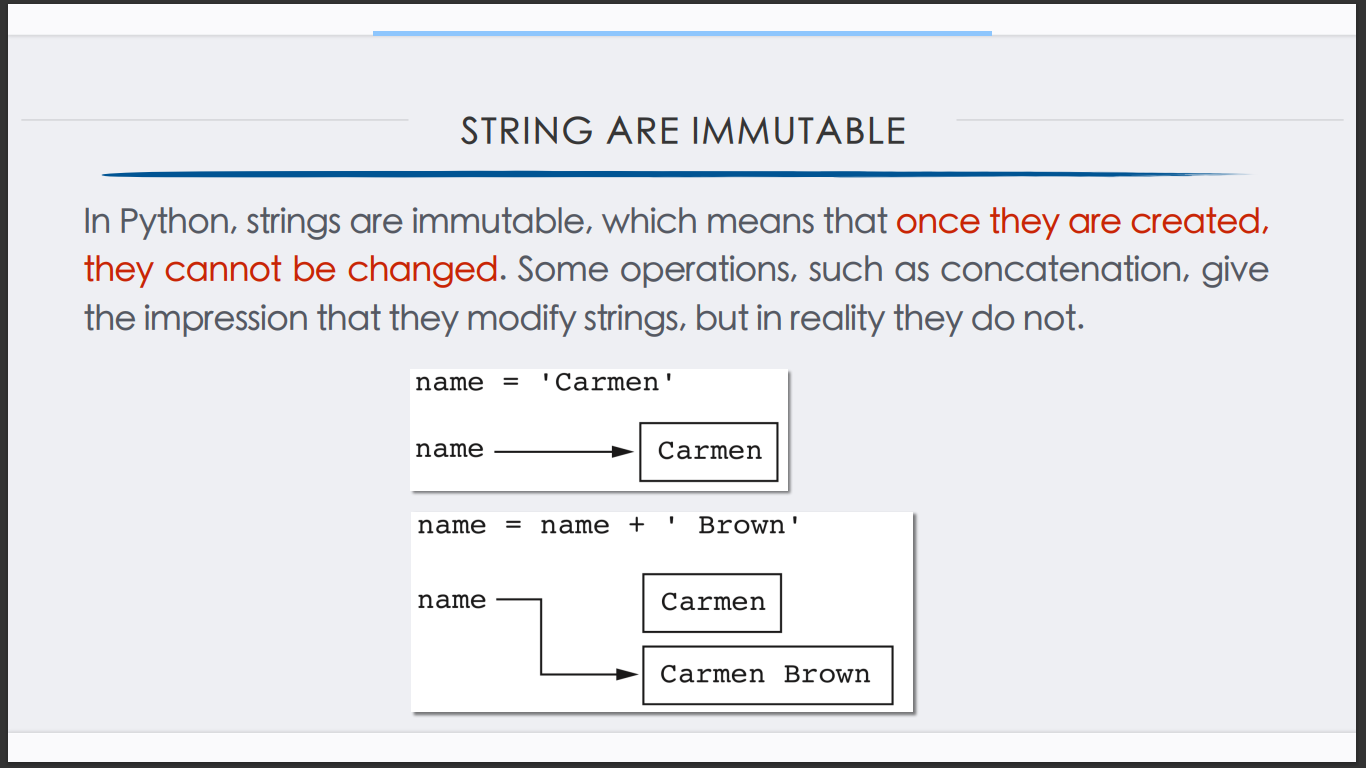 STRING ARE IMMUTABLE
In Python, strings are immutable, which means that once they are created,
they cannot be changed. Some operations, such as concatenation, give
the impression that they modify strings, but in reality they do not.
name = 'Carmen'
name Carmen
name = name + ' Brown'
name Carmen
Carmen Brown